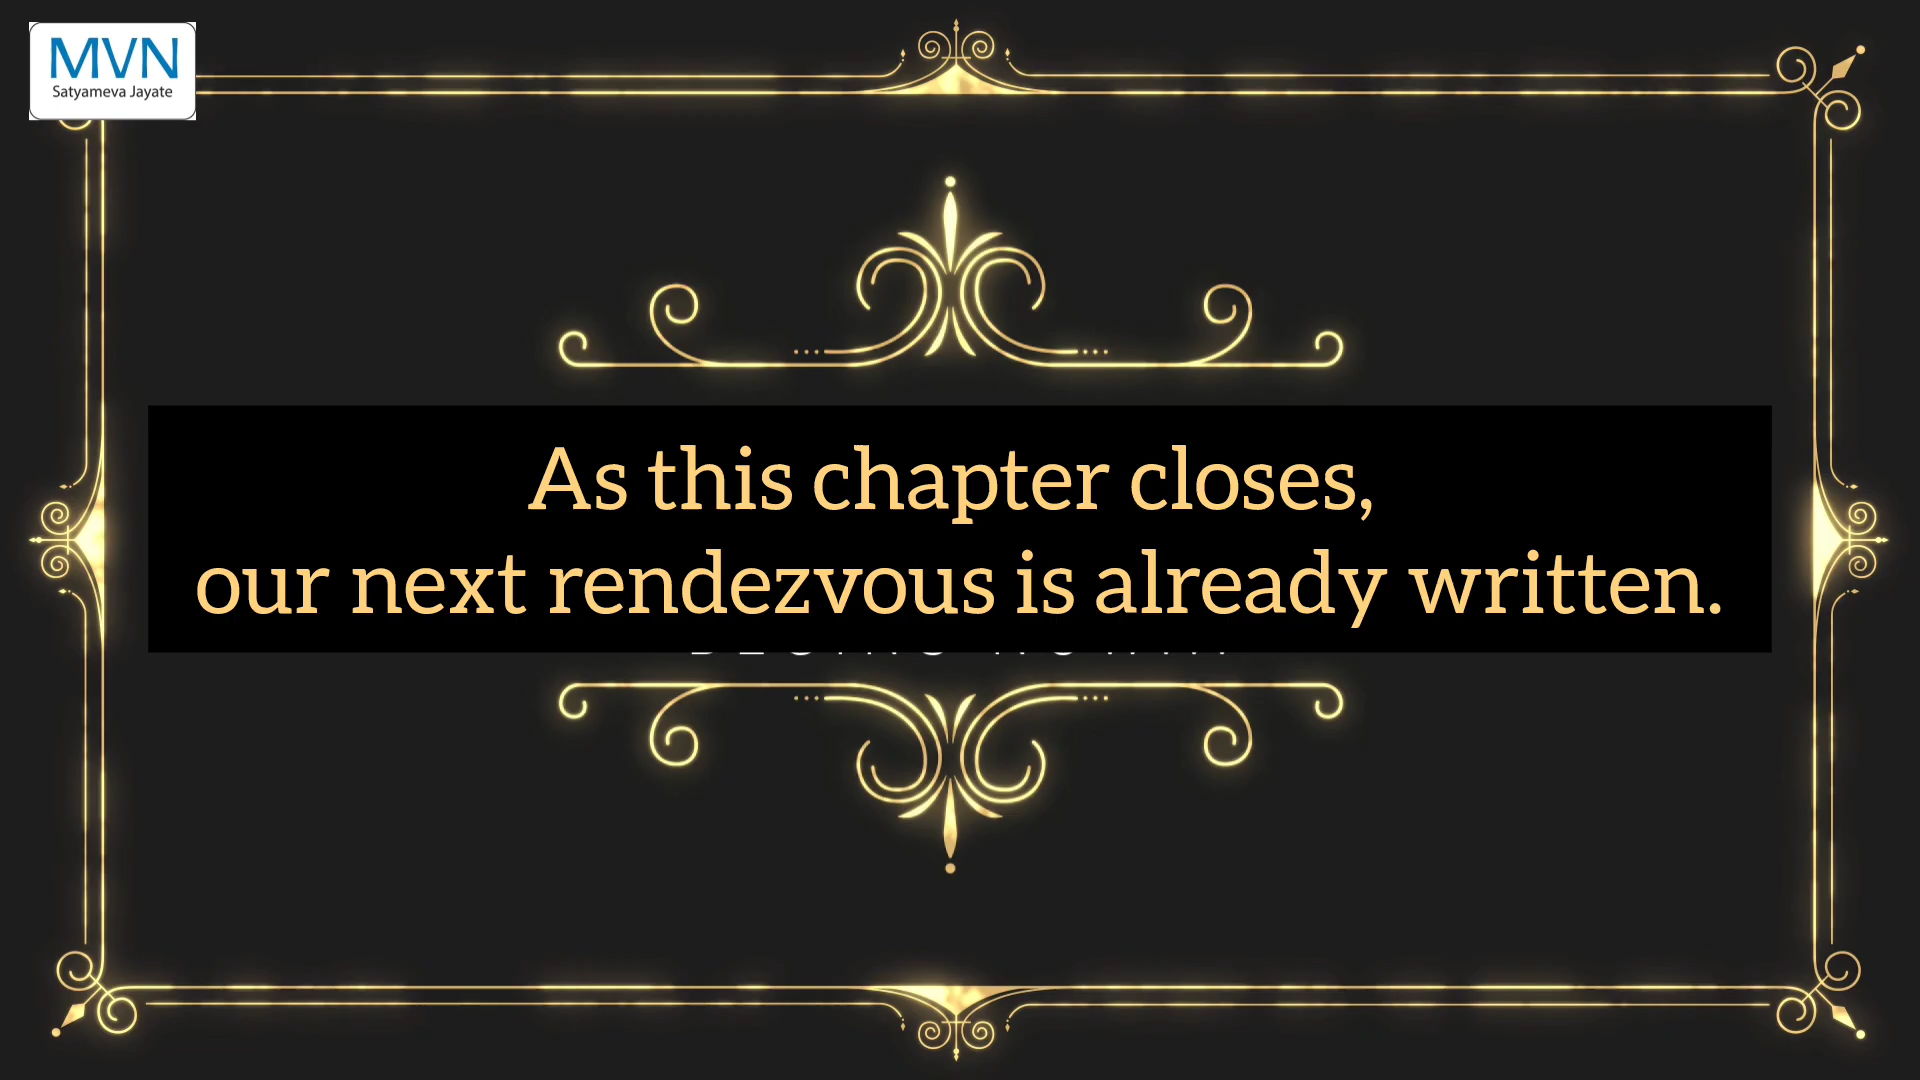 MVN
Satyameva Jayate
As this chapter closes,
our next rendezvous is already written.